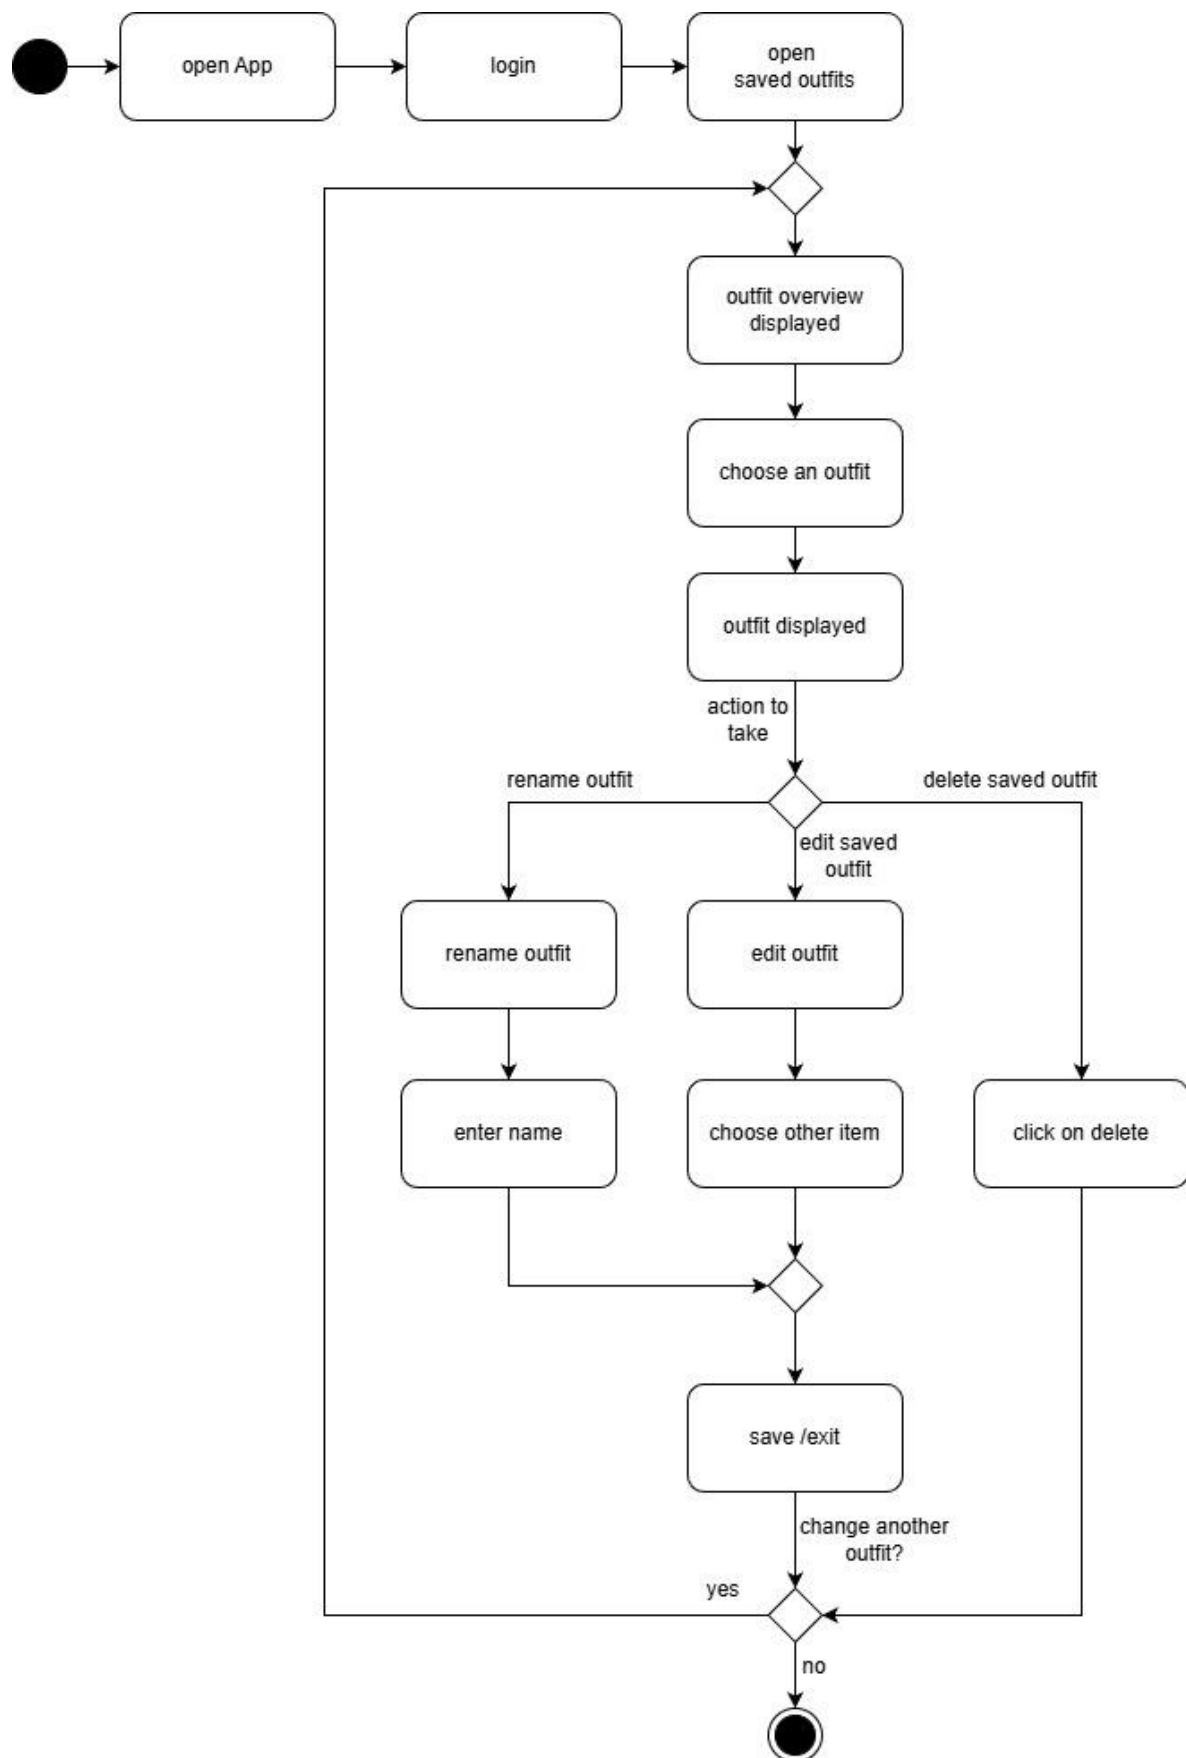 open App
login
open
saved outfits
outfit overview
displayed
choose an outfit
outfit displayed
action to
take
rename outfit
delete saved outfit
edit saved
outfit
rename outfit
edit outfit
enter name
choose other item
click on delete
save /exit
change another
outfit?
yes
no